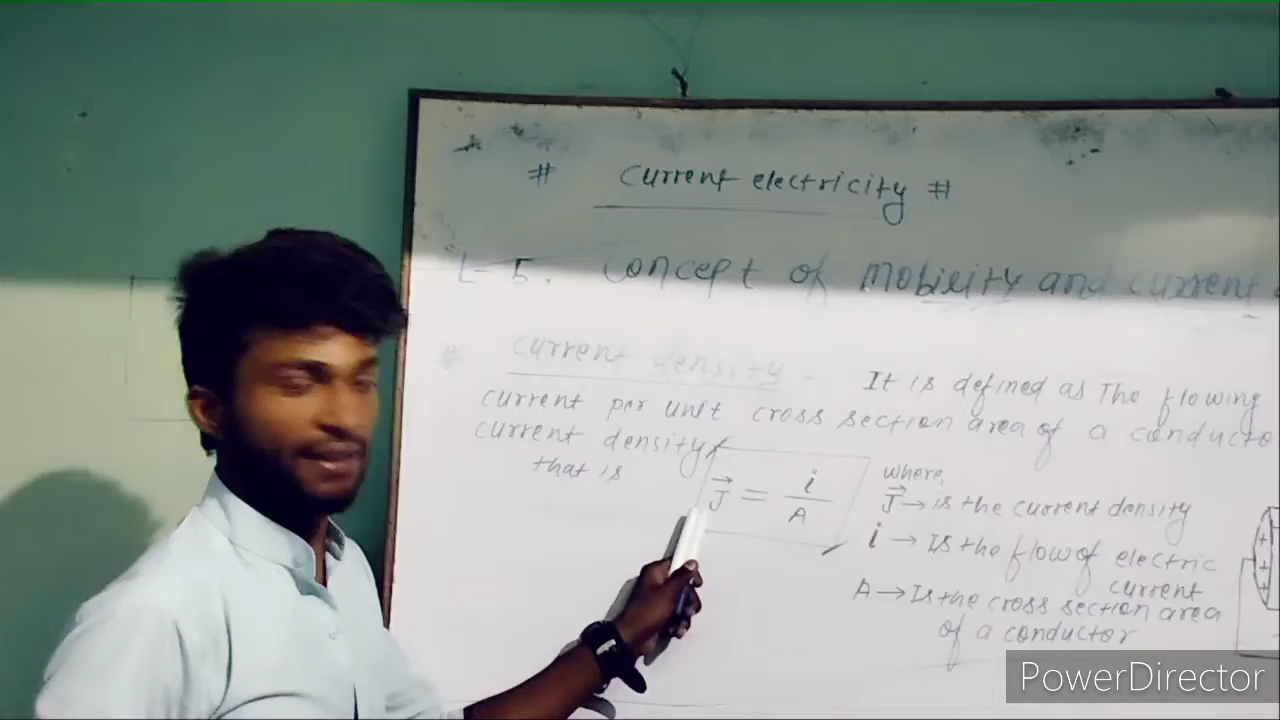 # Current electricity #
L-5. Concept of Mobility and current
# Current density - It is defined as The flowing
current per unit cross section area of a conducto
current density
that is
J⃗ = i/A
where,
J⃗ → is the current density
i → Is the flow of electric
current
A → Is the cross section area
of a conductor
PowerDirector